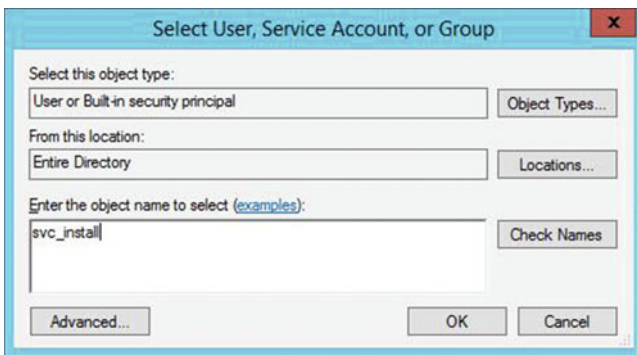 Select User, Service Account, or Group
x
Select this object type:
User or Built-in security principal
Object Types...
From this location:
Entire Directory
Locations...
Enter the object name to select (examples):
svc_install
Check Names
Advanced...
OK
Cancel